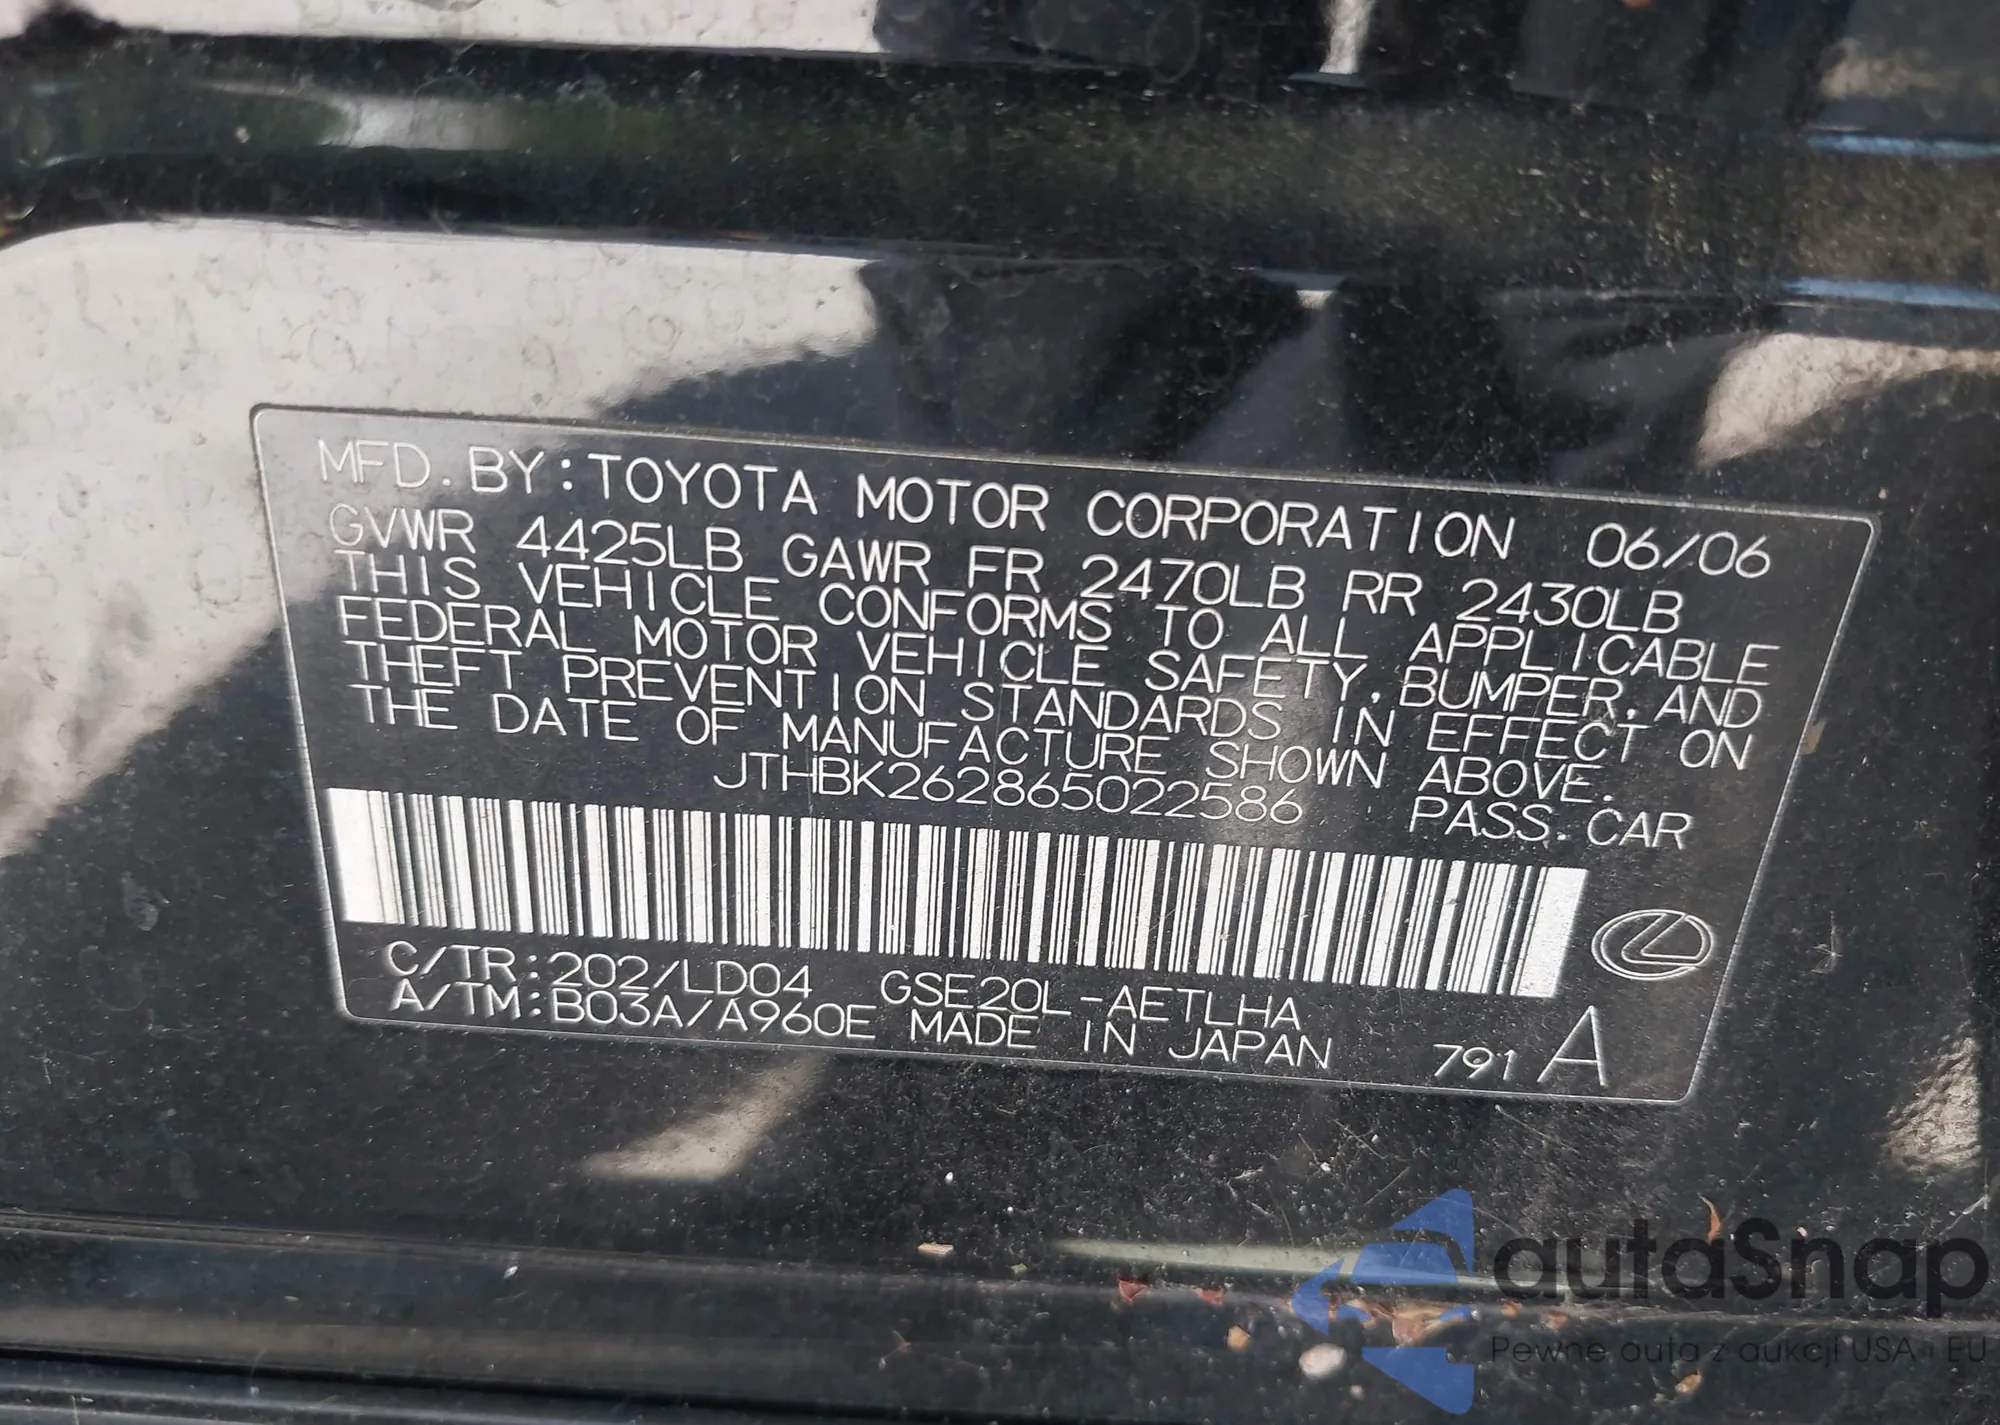 MFD. BY: TOYOTA MOTOR CORPORATION 06/06
GVWR 4425LB GAWR FR 2470LB RR 2430LB
THIS VEHICLE CONFORMS TO ALL APPLICABLE
FEDERAL MOTOR VEHICLE SAFETY, BUMPER, AND
THEFT PREVENTION STANDARDS IN EFFECT ON
THE DATE OF MANUFACTURE SHOWN ABOVE.
JTHBK262865022586 PASS. CAR
C/TR: 202/LD04 GSE20L-AETLHA
A/TM: B03A/A960E MADE IN JAPAN 791 A
autaSnap
Pewne auta z aukcji USA i EU